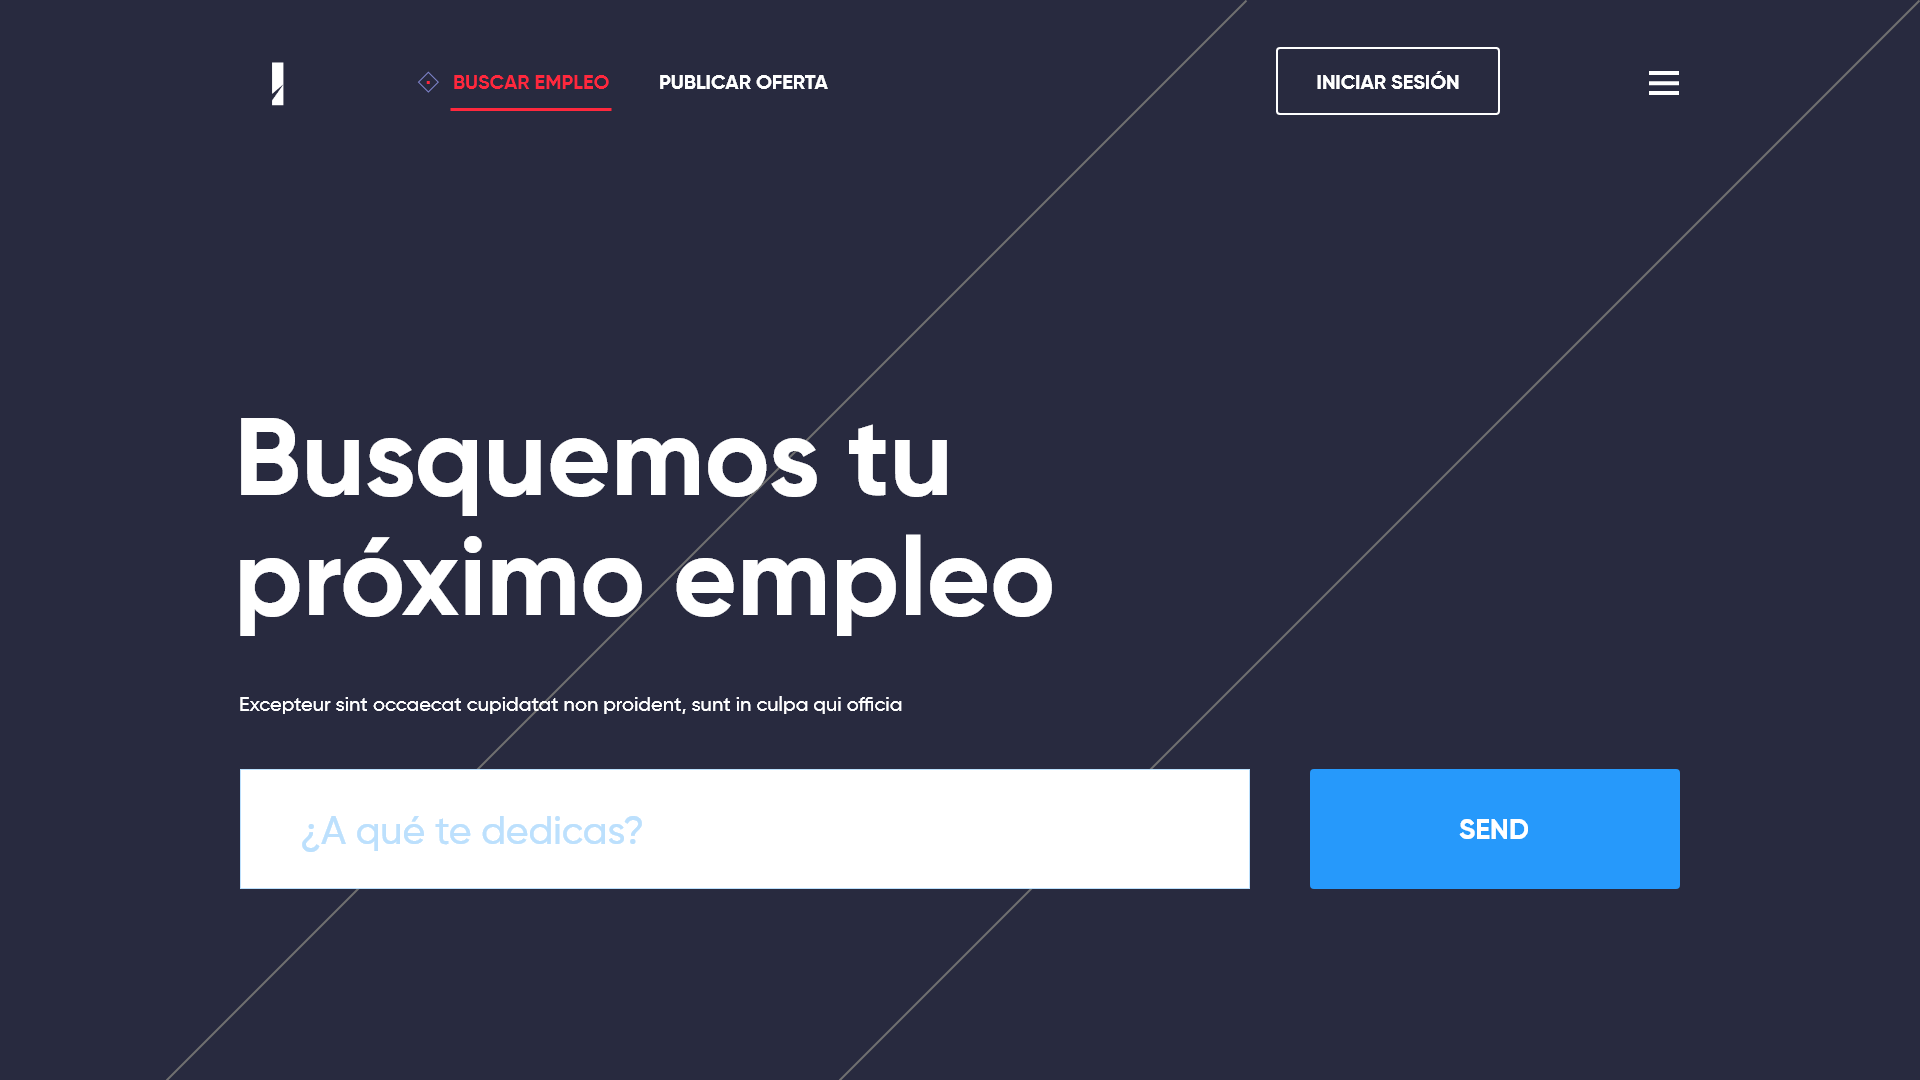 BUSCAR EMPLEO PUBLICAR OFERTA INICIAR SESIÓN
Busquemos tu
próximo empleo
Excepteur sint occaecat cupidatat non proident, sunt in culpa qui officia
¿A qué te dedicas? SEND